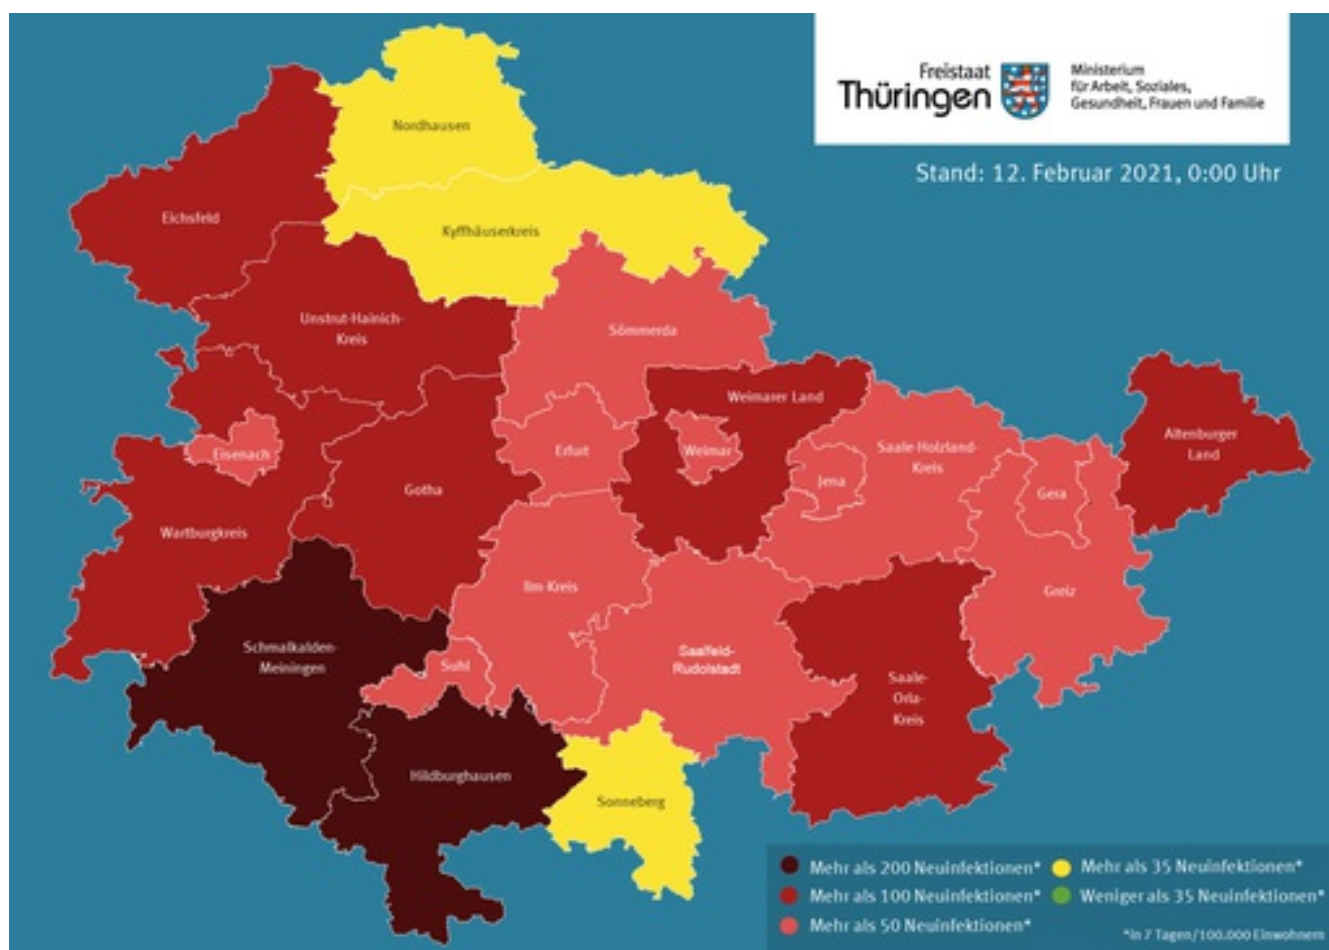 Freistaat
Thüringen
Ministerium
für Arbeit, Soziales,
Gesundheit, Frauen und Familie
Stand: 12. Februar 2021, 0:00 Uhr
Nordhausen
Eichsfeld
Kyffhäuserkreis
Unstrut-Hainich-
Kreis
Sömmerda
Weimarer Land
Altenburger
Land
Eisenach
Erfurt
Weimar
Saale-Holzland-
Kreis
Jena
Gera
Gotha
Wartburgkreis
Ilm-Kreis
Greiz
Schmalkalden-
Meiningen
Suhl
Saalfeld-
Rudolstadt
Saale-
Orla-
Kreis
Hildburghausen
Sonneberg
Mehr als 200 Neuinfektionen*
Mehr als 100 Neuinfektionen*
Mehr als 50 Neuinfektionen*
Mehr als 35 Neuinfektionen*
Weniger als 35 Neuinfektionen*
*in 7 Tagen/100.000 Einwohnern